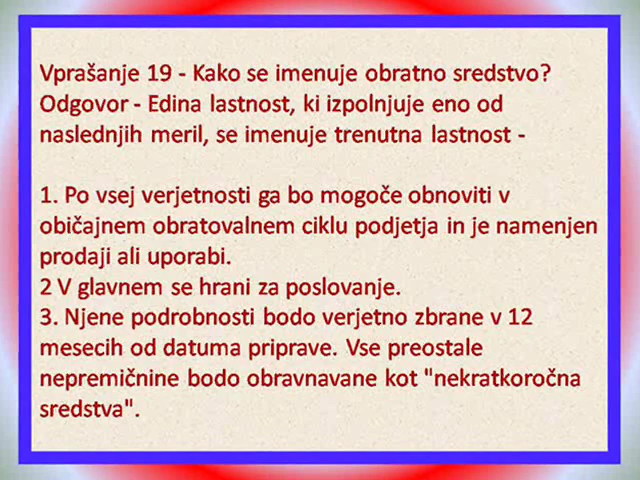 Vprašanje 19 - Kako se imenuje obratno sredstvo?
Odgovor - Edina lastnost, ki izpolnjuje eno od
naslednjih meril, se imenuje trenutna lastnost -
1. Po vsej verjetnosti ga bo mogoče obnoviti v
običajnem obratovalnem ciklu podjetja in je namenjen
prodaji ali uporabi.
2 V glavnem se hrani za poslovanje.
3. Njene podrobnosti bodo verjetno zbrane v 12
mesecih od datuma priprave. Vse preostale
nepremičnine bodo obravnavane kot "nekratkoročna
sredstva".